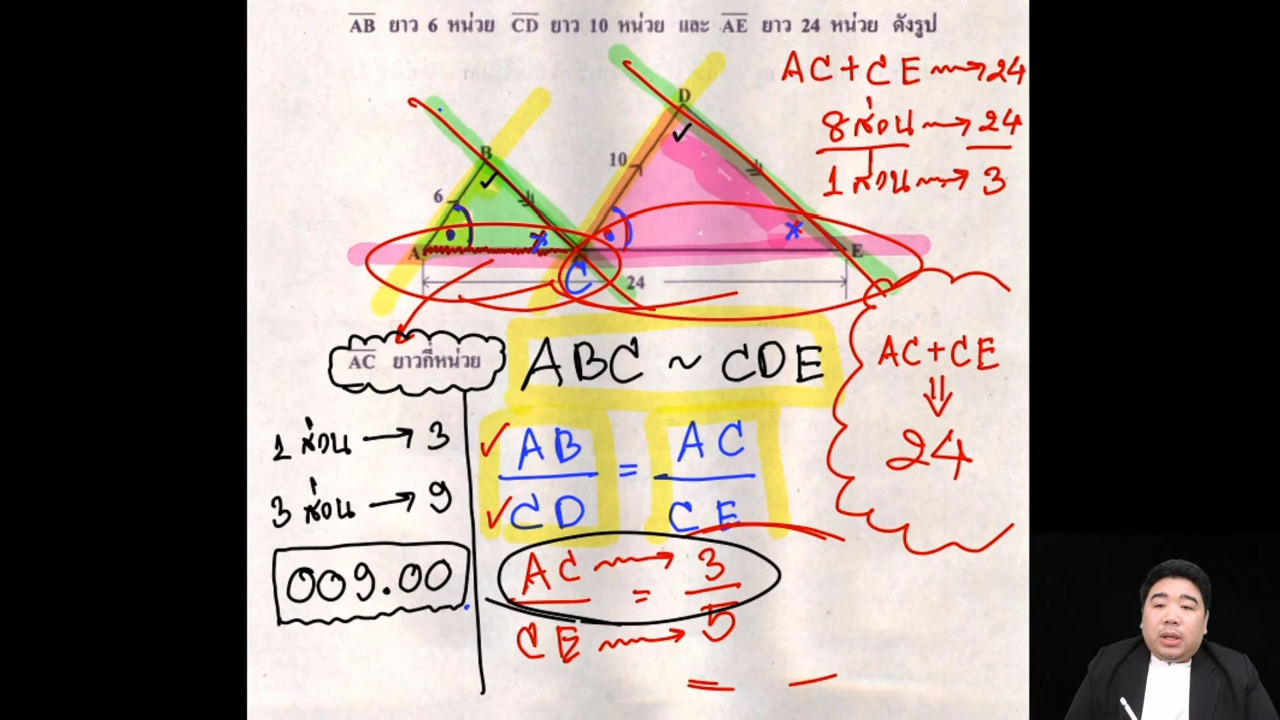 AB ยาว 6 หน่วย CD ยาว 10 หน่วย และ AE ยาว 24 หน่วย ดังรูป
AC + CE → 24
8 ส่วน → 24
1 ส่วน → 3
D
B
10
6
A
E
C
24
AC ยาวกี่หน่วย
ABC ~ CDE
AC + CE
⇓
24
1 ส่วน → 3
3 ส่วน → 9
009.00
AB = AC
CD CE
AC → 3
=
CE → 5